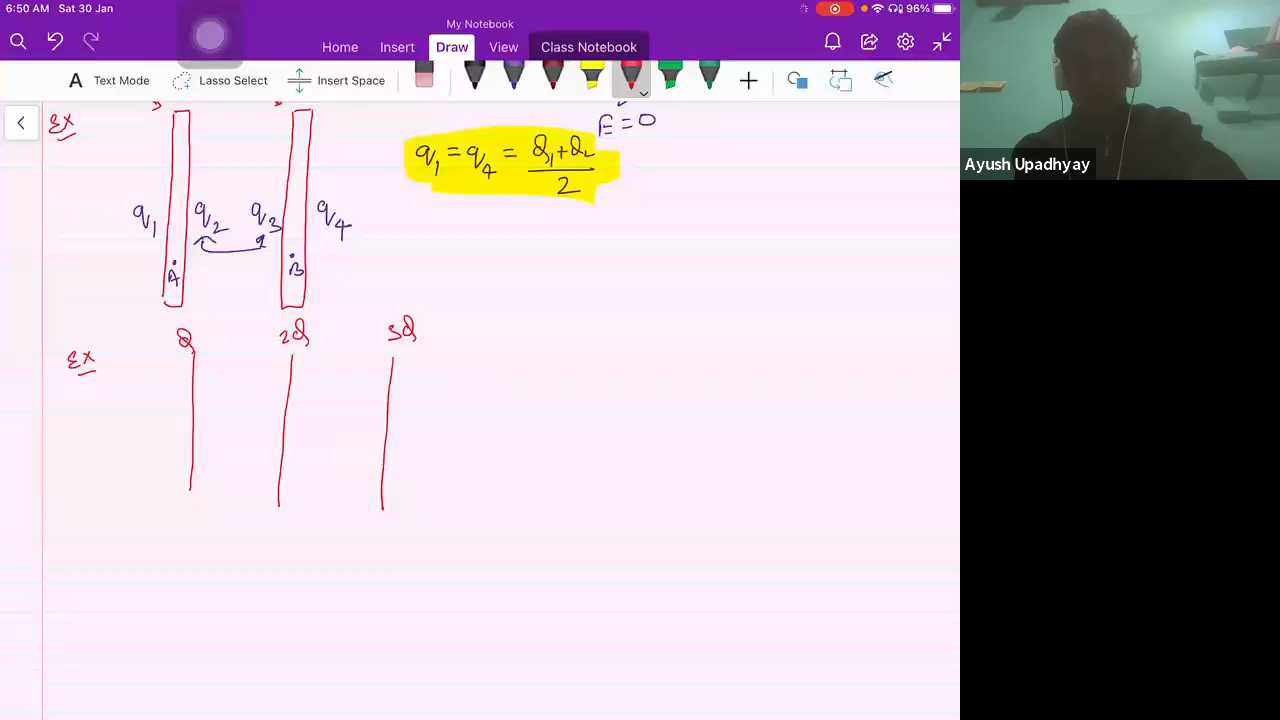 6:50 AM Sat 30 Jan
96%
My Notebook
Home Insert Draw View Class Notebook
A Text Mode Lasso Select Insert Space
Ayush Upadhyay
Ex
E = 0
q1 = q4 = Q1+Q2
2
q1 q2 q3 q4
A B
Ex
Q 2Q 3Q